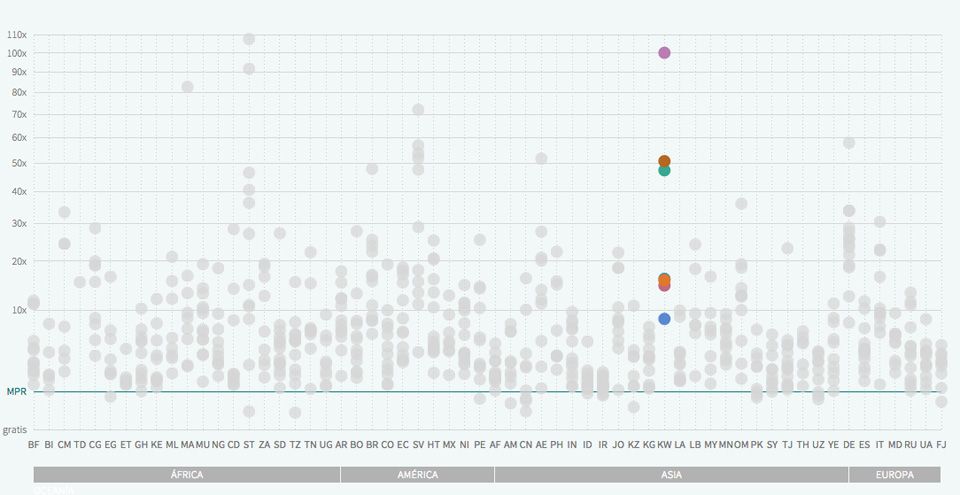 110x
100x
90x
80x
70x
60x
50x
40x
30x
20x
10x
MPR
gratis
BF BI CM TD CG EG ET GH KE ML MA MU NG CD ST ZA SD TZ TN UG AR BO BR CO EC SV HT MX NI PE AF AM CN AE PH IN ID IR JO KZ KG KW LA LB MY MN OM PK SY TJ TH UZ YE DE ES IT MD RU UA FJ
ÁFRICA AMÉRICA ASIA EUROPA
OCEANÍA